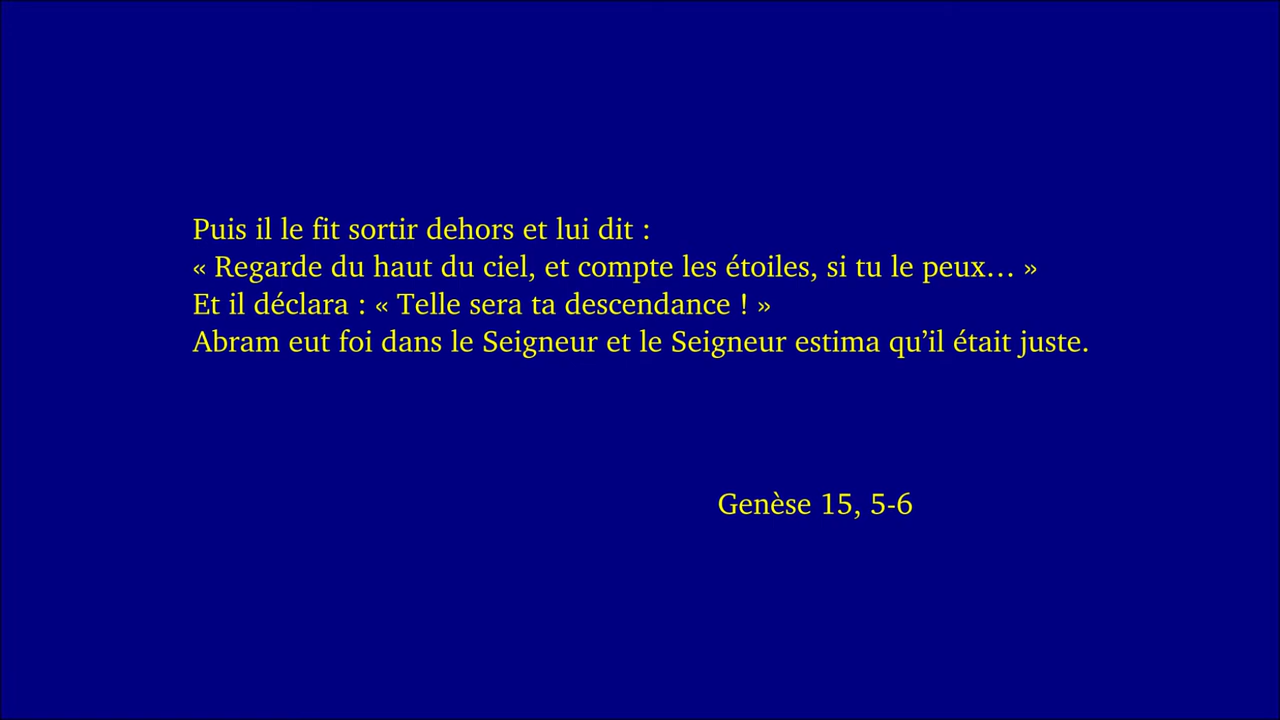 Puis il le fit sortir dehors et lui dit :
« Regarde du haut du ciel, et compte les étoiles, si tu le peux… »
Et il déclara : « Telle sera ta descendance ! »
Abram eut foi dans le Seigneur et le Seigneur estima qu’il était juste.
Genèse 15, 5-6